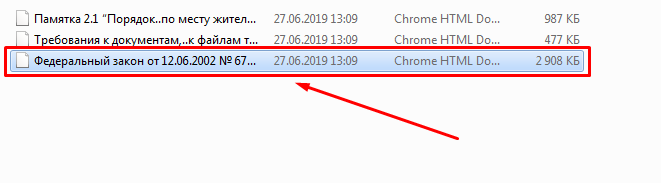 Памятка 2.1 "Порядок..по месту жител... 27.06.2019 13:09 Chrome HTML Do... 987 КБ
Требования к документам,..к файлам т... 27.06.2019 13:09 Chrome HTML Do... 477 КБ
Федеральный закон от 12.06.2002 № 67... 27.06.2019 13:09 Chrome HTML Do... 2 908 КБ